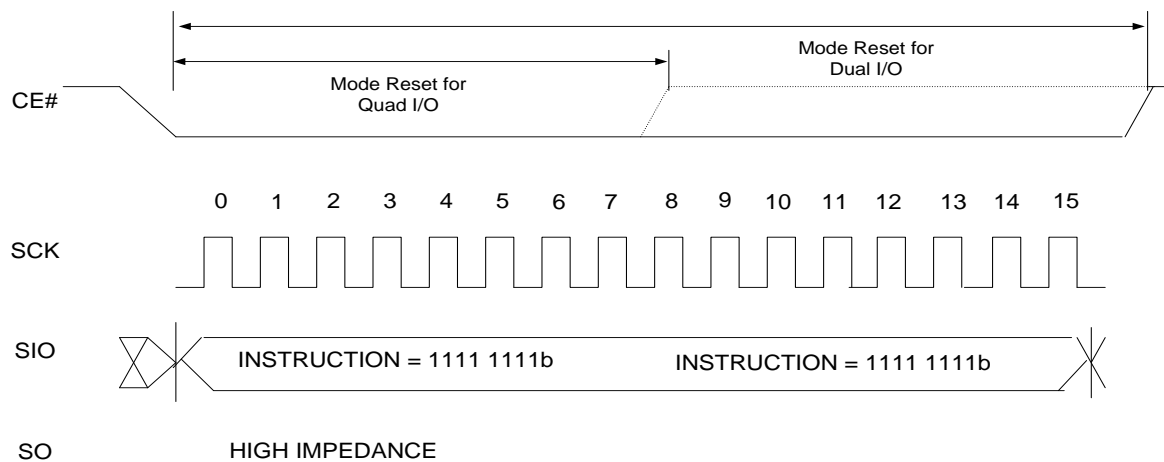 Mode Reset for
Dual I/O
Mode Reset for
Quad I/O
CE#
0 1 2 3 4 5 6 7 8 9 10 11 12 13 14 15
SCK
SIO
INSTRUCTION = 1111 1111b INSTRUCTION = 1111 1111b
SO HIGH IMPEDANCE